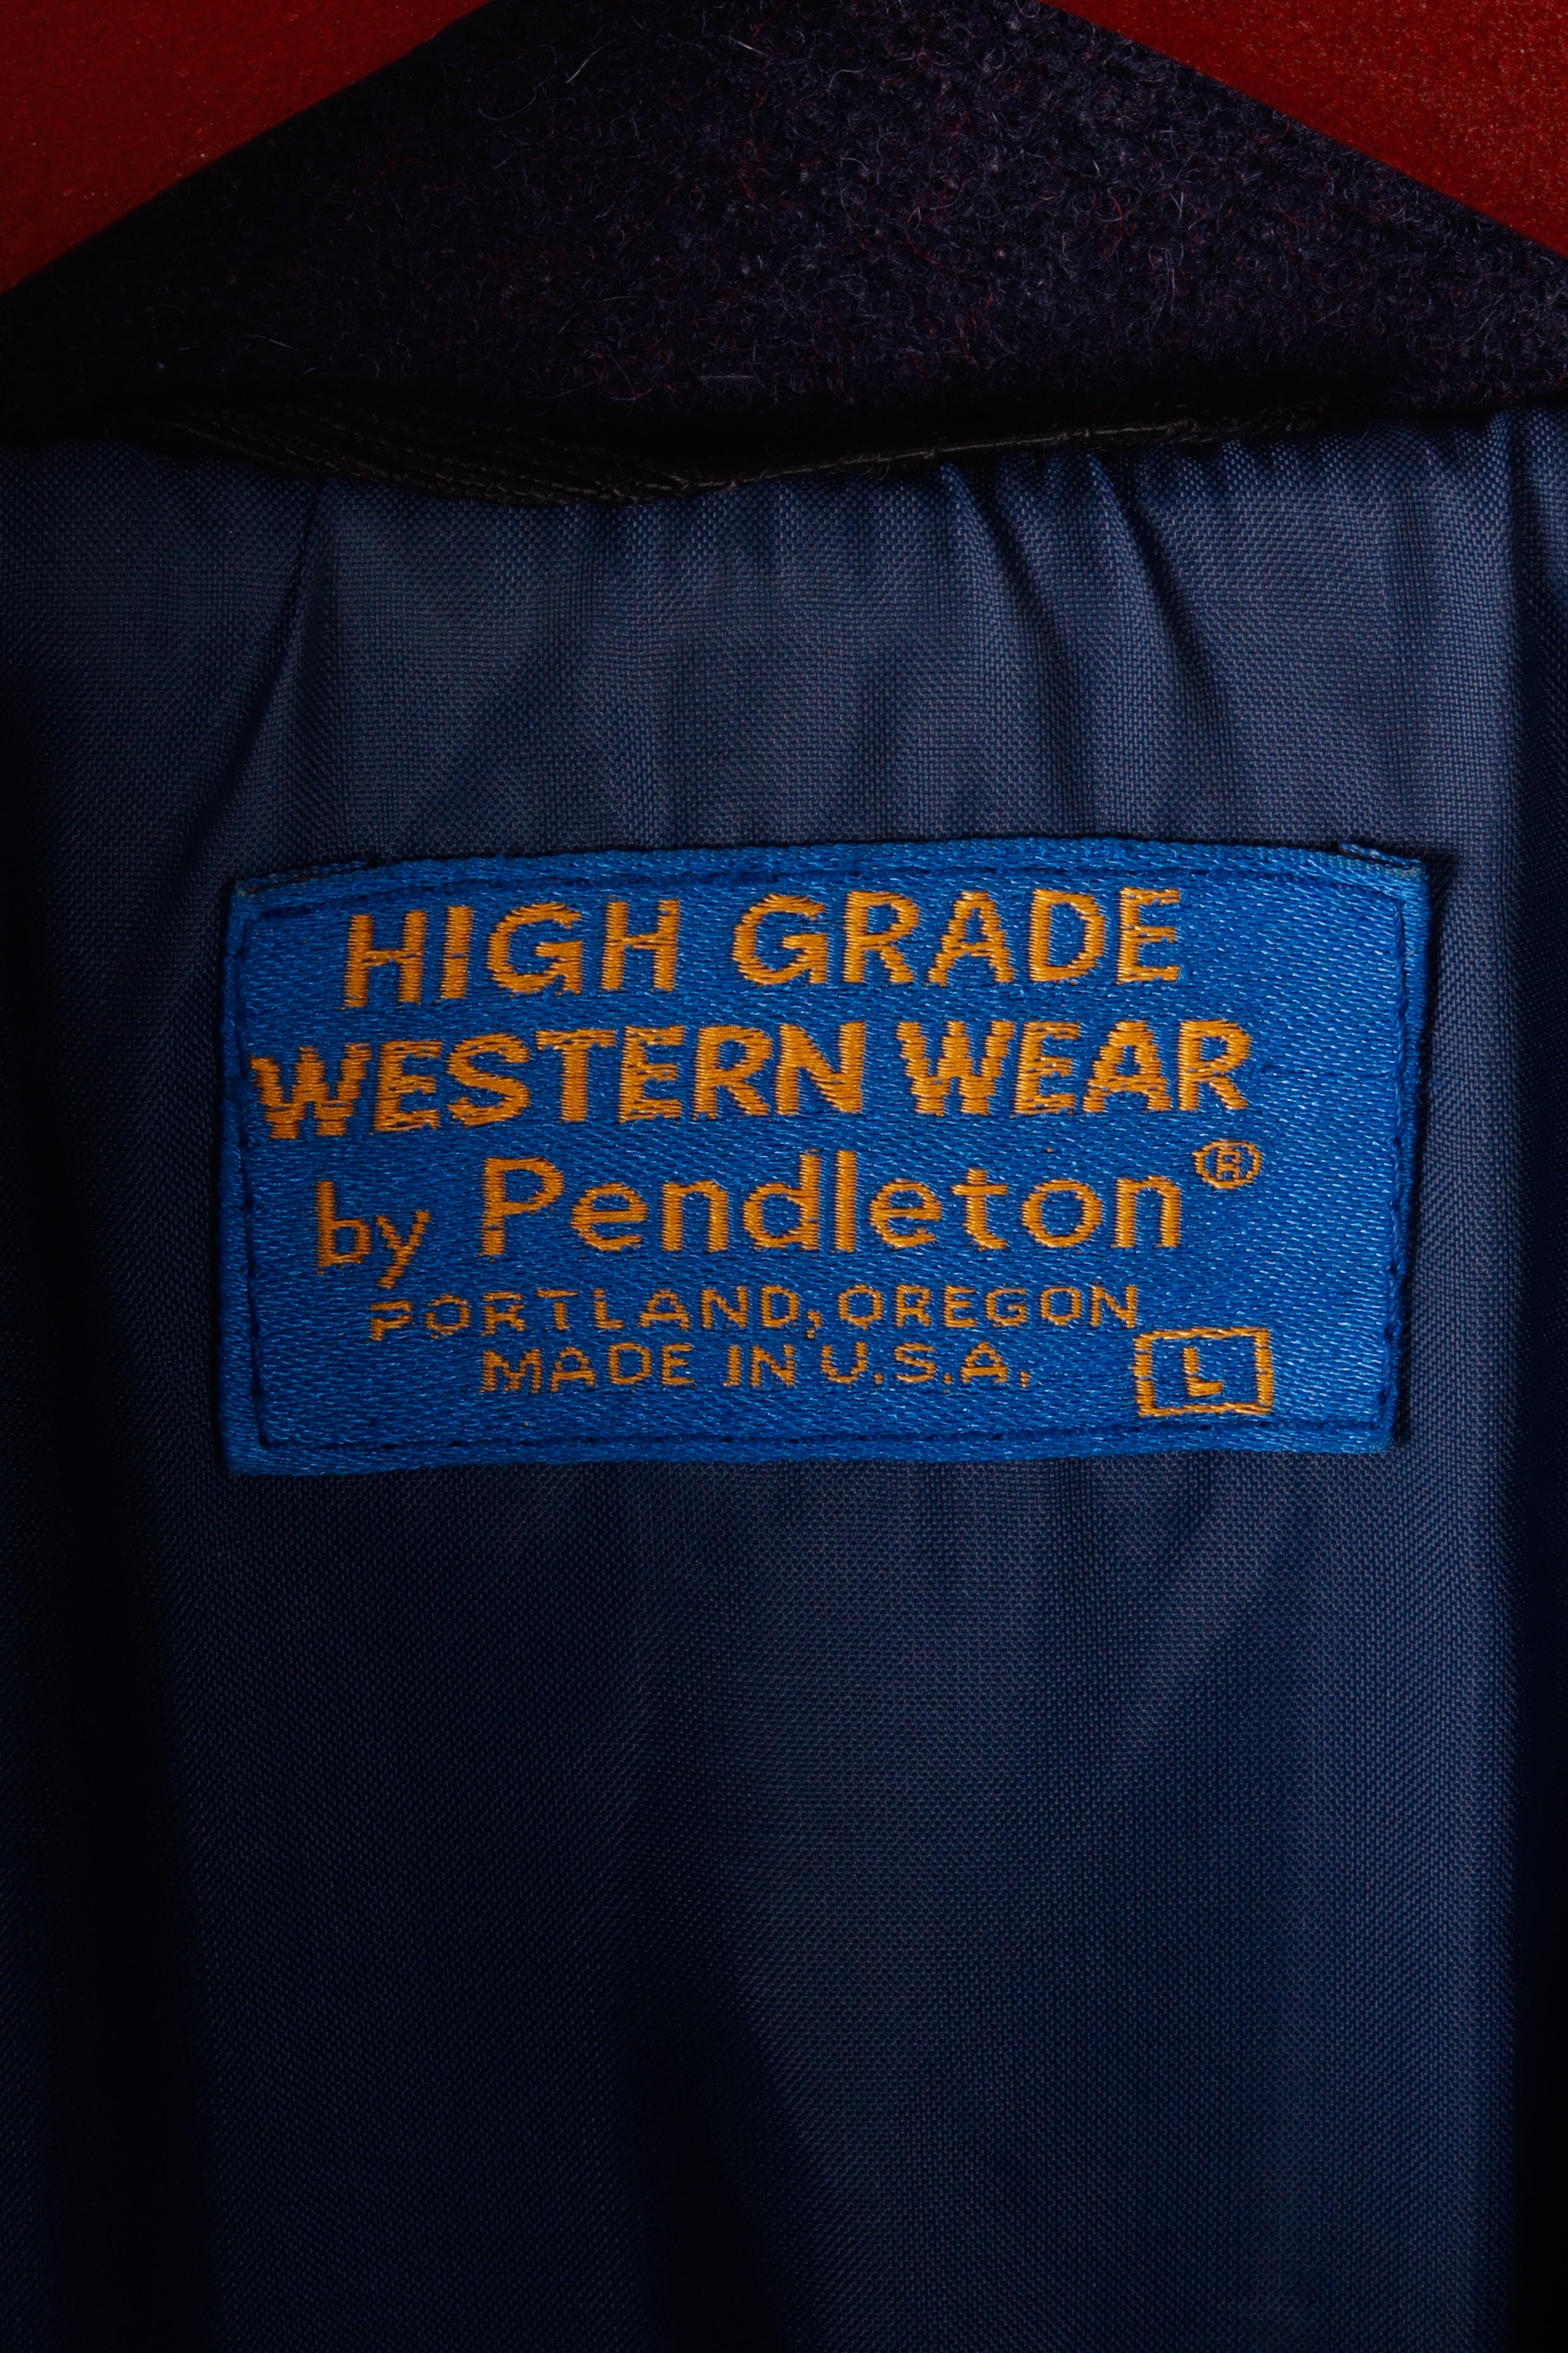 HIGH GRADE
WESTERN WEAR
by Pendleton®
PORTLAND, OREGON
MADE IN U.S.A.
L